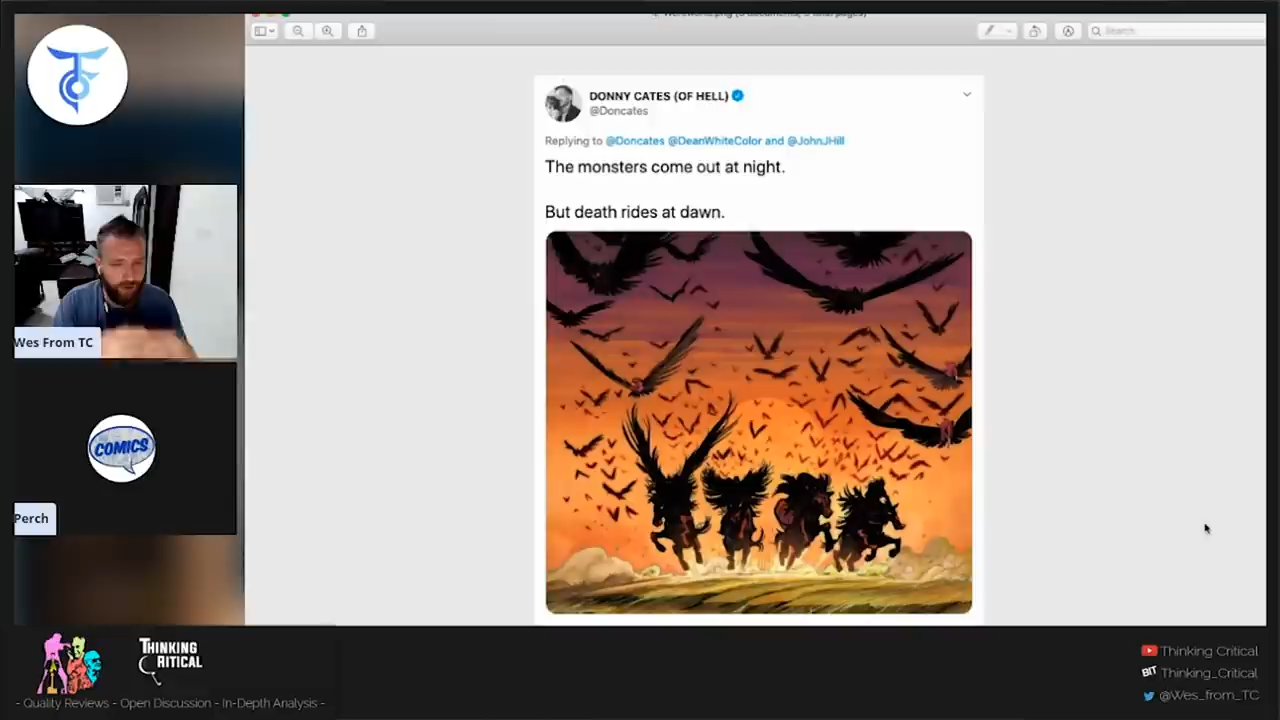 Search
DONNY CATES (OF HELL)
@Doncates
Replying to @Doncates @DeanWhiteColor and @JohnJHill
The monsters come out at night.
But death rides at dawn.
Wes From TC
COMICS
Perch
THINKING
CRITICAL
- Quality Reviews - Open Discussion - In-Depth Analysis -
Thinking Critical
BIT Thinking_Critical
@Wes_from_TC